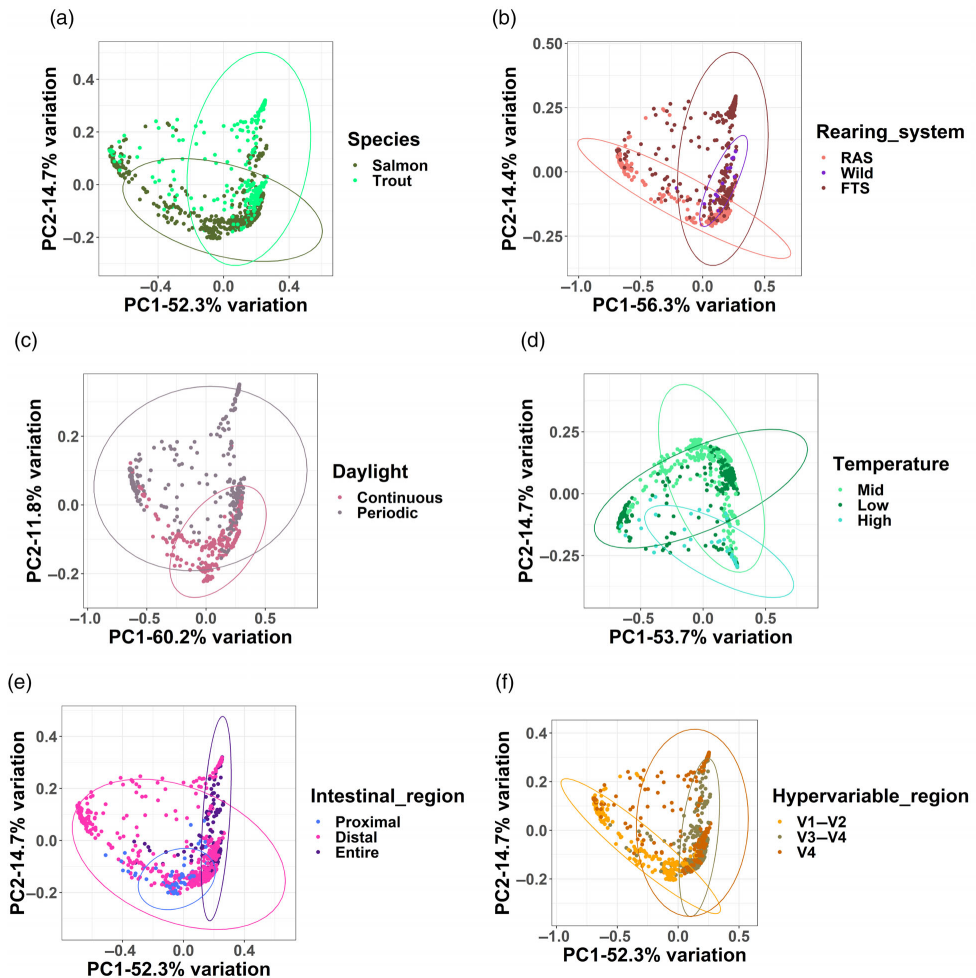 (a)
0.4
0.2
0.0
−0.2
−0.4
0.0
0.4
PC2-14.7% variation
PC1-52.3% variation
Species
Salmon
Trout
(b)
0.50
0.25
0.00
−0.25
−1.0
−0.5
0.0
0.5
PC2-14.4% variation
PC1-56.3% variation
Rearing_system
RAS
Wild
FTS
(c)
0.2
0.0
−0.2
−1.0
−0.5
0.0
0.5
PC2-11.8% variation
PC1-60.2% variation
Daylight
Continuous
Periodic
(d)
0.25
0.00
−0.25
−0.5
0.0
0.5
PC2-14.7% variation
PC1-53.7% variation
Temperature
Mid
Low
High
(e)
0.4
0.2
0.0
−0.2
−0.4
0.0
0.4
PC2-14.7% variation
PC1-52.3% variation
Intestinal_region
Proximal
Distal
Entire
(f)
0.4
0.2
0.0
−0.2
−1.0
−0.5
0.0
0.5
PC2-14.7% variation
PC1-52.3% variation
Hypervariable_region
V1–V2
V3–V4
V4